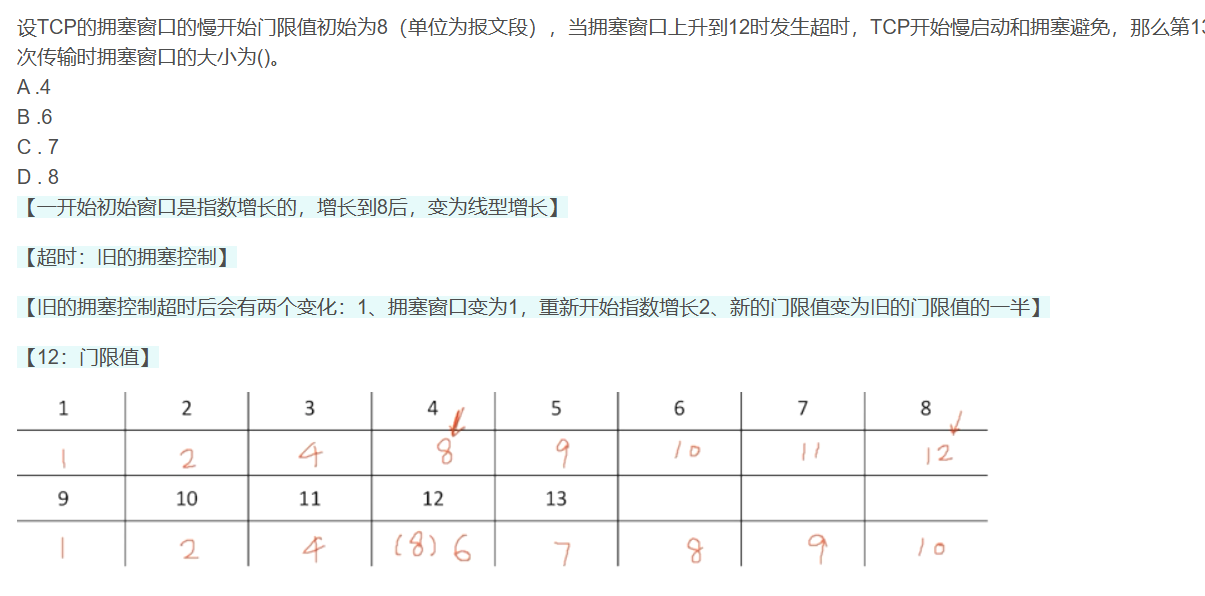 设TCP的拥塞窗口的慢开始门限值初始为8（单位为报文段），当拥塞窗口上升到12时发生超时，TCP开始慢启动和拥塞避免，那么第13
次传输时拥塞窗口的大小为()。
A .4
B .6
C . 7
D . 8
【一开始初始窗口是指数增长的，增长到8后，变为线型增长】
【超时：旧的拥塞控制】
【旧的拥塞控制超时后会有两个变化：1、拥塞窗口变为1，重新开始指数增长2、新的门限值变为旧的门限值的一半】
【12：门限值】
1 2 3 4 5 6 7 8
1 2 4 8 9 10 11 12
9 10 11 12 13
1 2 4 (8) 6 7 8 9 10